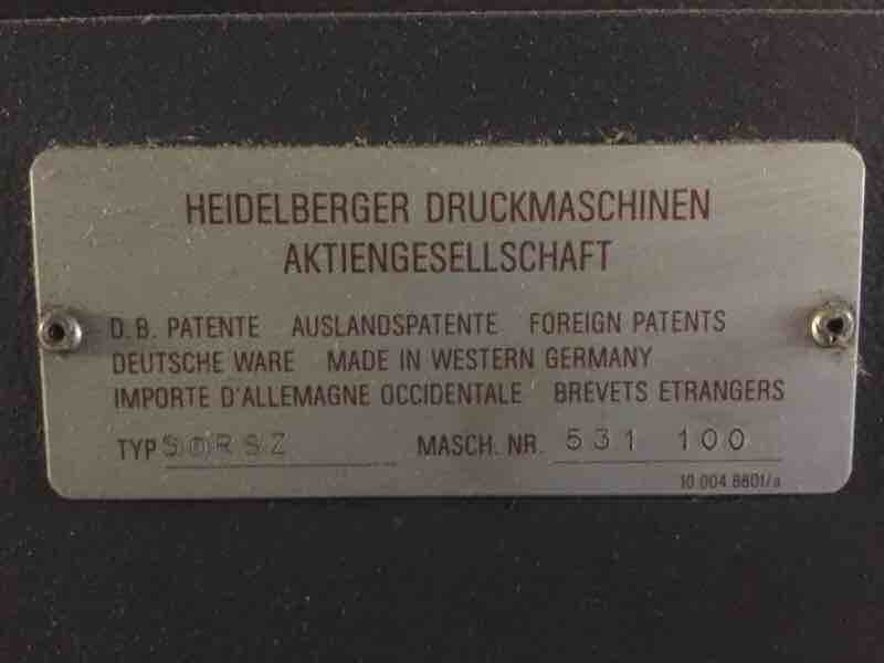 HEIDELBERGER DRUCKMASCHINEN
AKTIENGESELLSCHAFT
D.B. PATENTE AUSLANDSPATENTE FOREIGN PATENTS
DEUTSCHE WARE MADE IN WESTERN GERMANY
IMPORTE D'ALLEMAGNE OCCIDENTALE BREVETS ETRANGERS
TYP SORSZ MASCH. NR. 531 100
10 004 8801/a